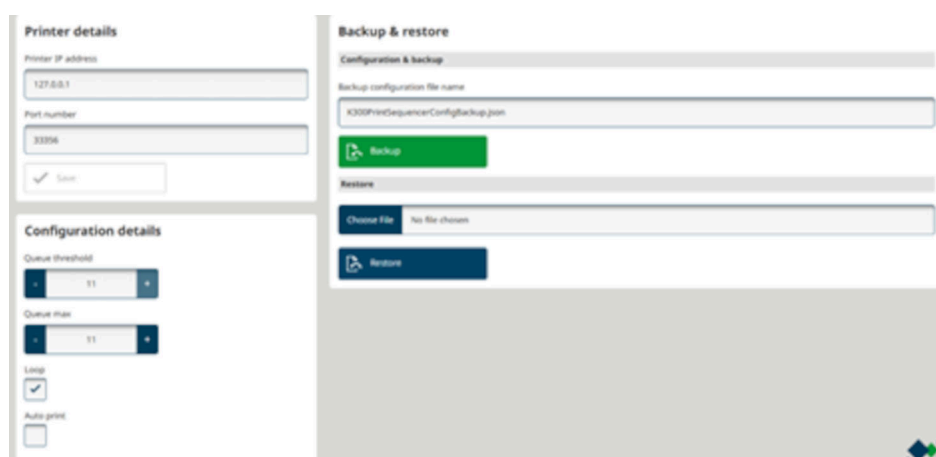 Printer details
Printer IP address
127.0.0.1
Port number
33356
Save
Configuration details
Queue threshold
- 11 +
Queue max
- 11 +
Loop
Auto print
Backup & restore
Configuration & backup
Backup configuration file name
K300PrintSequencerConfigBackup.json
Backup
Restore
Choose File No file chosen
Restore